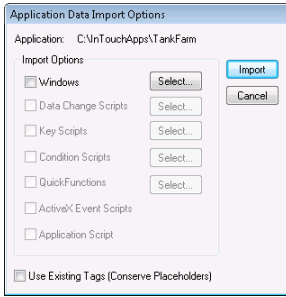 Application Data Import Options
Application: C:\InTouchApps\TankFarm
Import Options
Windows Select...
Data Change Scripts Select...
Key Scripts Select...
Condition Scripts Select...
QuickFunctions Select...
ActiveX Event Scripts
Application Script
Import
Cancel
Use Existing Tags (Conserve Placeholders)